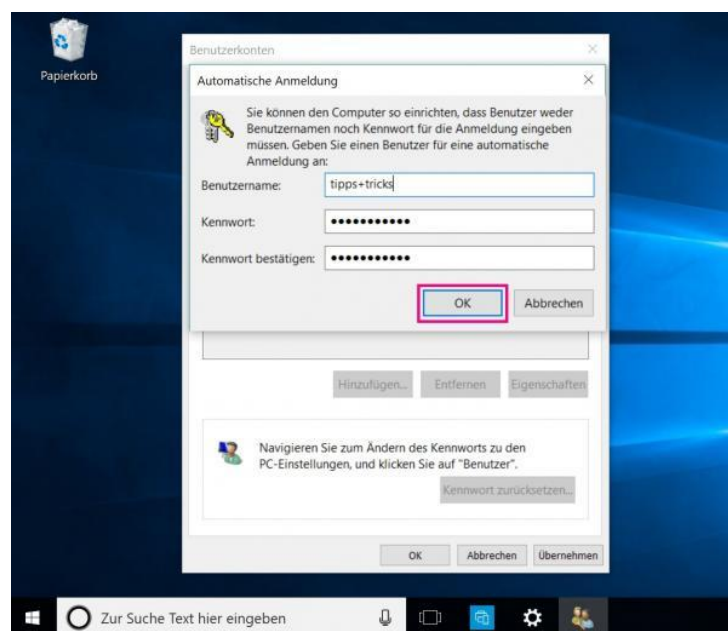 Papierkorb
Benutzerkonten
Automatische Anmeldung
Sie können den Computer so einrichten, dass Benutzer weder
Benutzernamen noch Kennwort für die Anmeldung eingeben
müssen. Geben Sie einen Benutzer für eine automatische
Anmeldung an:
Benutzername: tipps+tricks
Kennwort: •••••••••••
Kennwort bestätigen: •••••••••••
OK Abbrechen
Hinzufügen... Entfernen Eigenschaften
Navigieren Sie zum Ändern des Kennworts zu den
PC-Einstellungen, und klicken Sie auf "Benutzer".
Kennwort zurücksetzen...
OK Abbrechen Übernehmen
Zur Suche Text hier eingeben